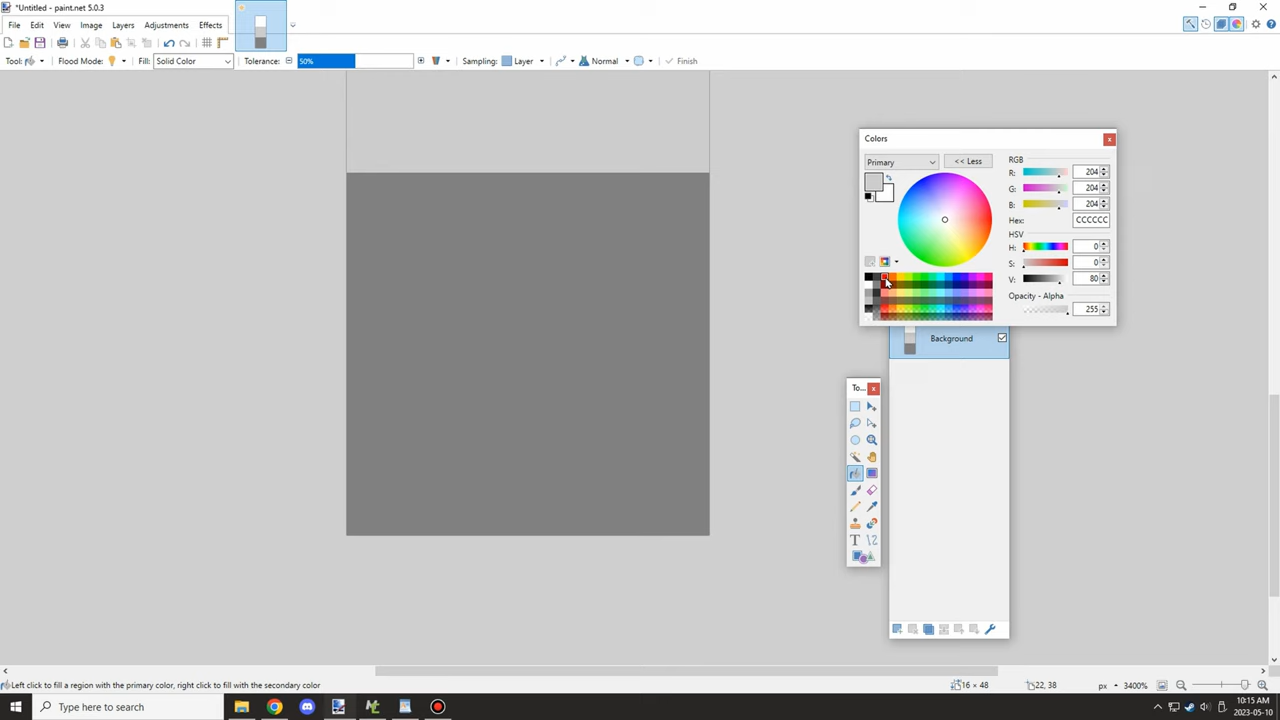 *Untitled - paint.net 5.0.3
File Edit View Image Layers Adjustments Effects
Tool: Flood Mode: Fill: Solid Color Tolerance: 50% Sampling: Layer Normal Finish
Colors
Primary << Less RGB
R: 204
G: 204
B: 204
Hex: CCCCCC
HSV
H: 0
S: 0
V: 80
Opacity - Alpha
255
Background
To...
T
Left click to fill a region with the primary color, right click to fill with the secondary color 16 × 48 22, 38 px 3400%
Type here to search 10:15 AM
2023-05-10